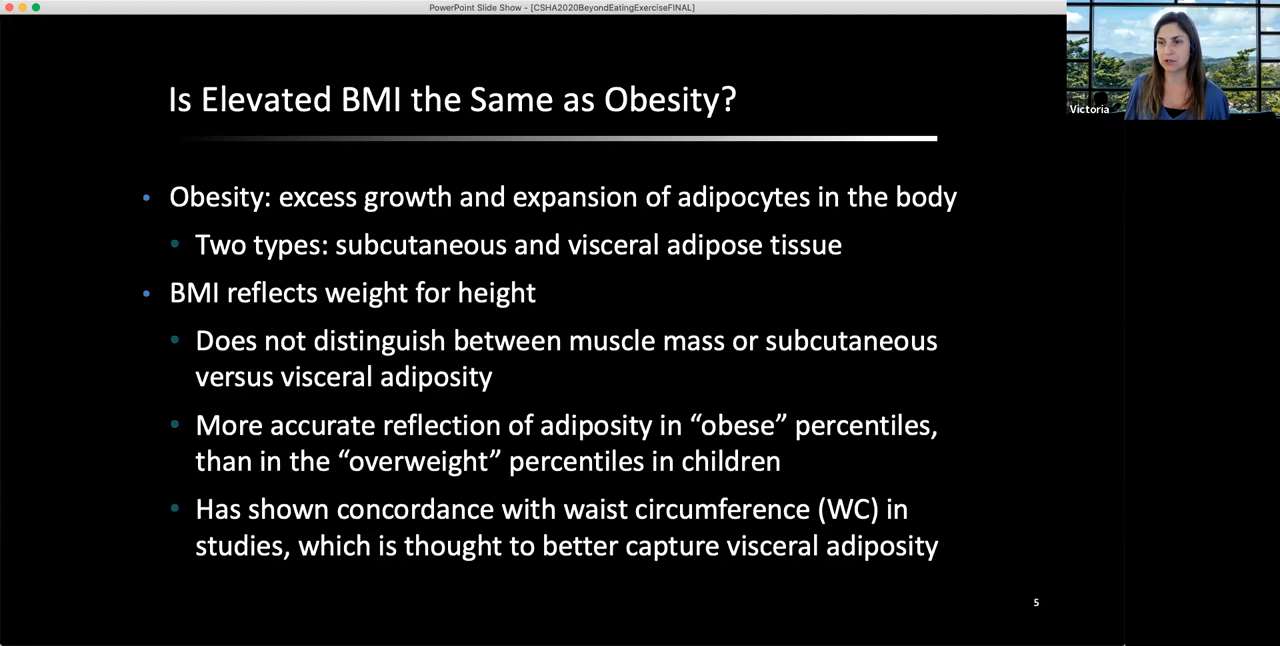 PowerPoint Slide Show - [CSHA2020BeyondEatingExerciseFINAL]
Victoria
Is Elevated BMI the Same as Obesity?
• Obesity: excess growth and expansion of adipocytes in the body
• Two types: subcutaneous and visceral adipose tissue
• BMI reflects weight for height
• Does not distinguish between muscle mass or subcutaneous
versus visceral adiposity
• More accurate reflection of adiposity in “obese” percentiles,
than in the “overweight” percentiles in children
• Has shown concordance with waist circumference (WC) in
studies, which is thought to better capture visceral adiposity
5